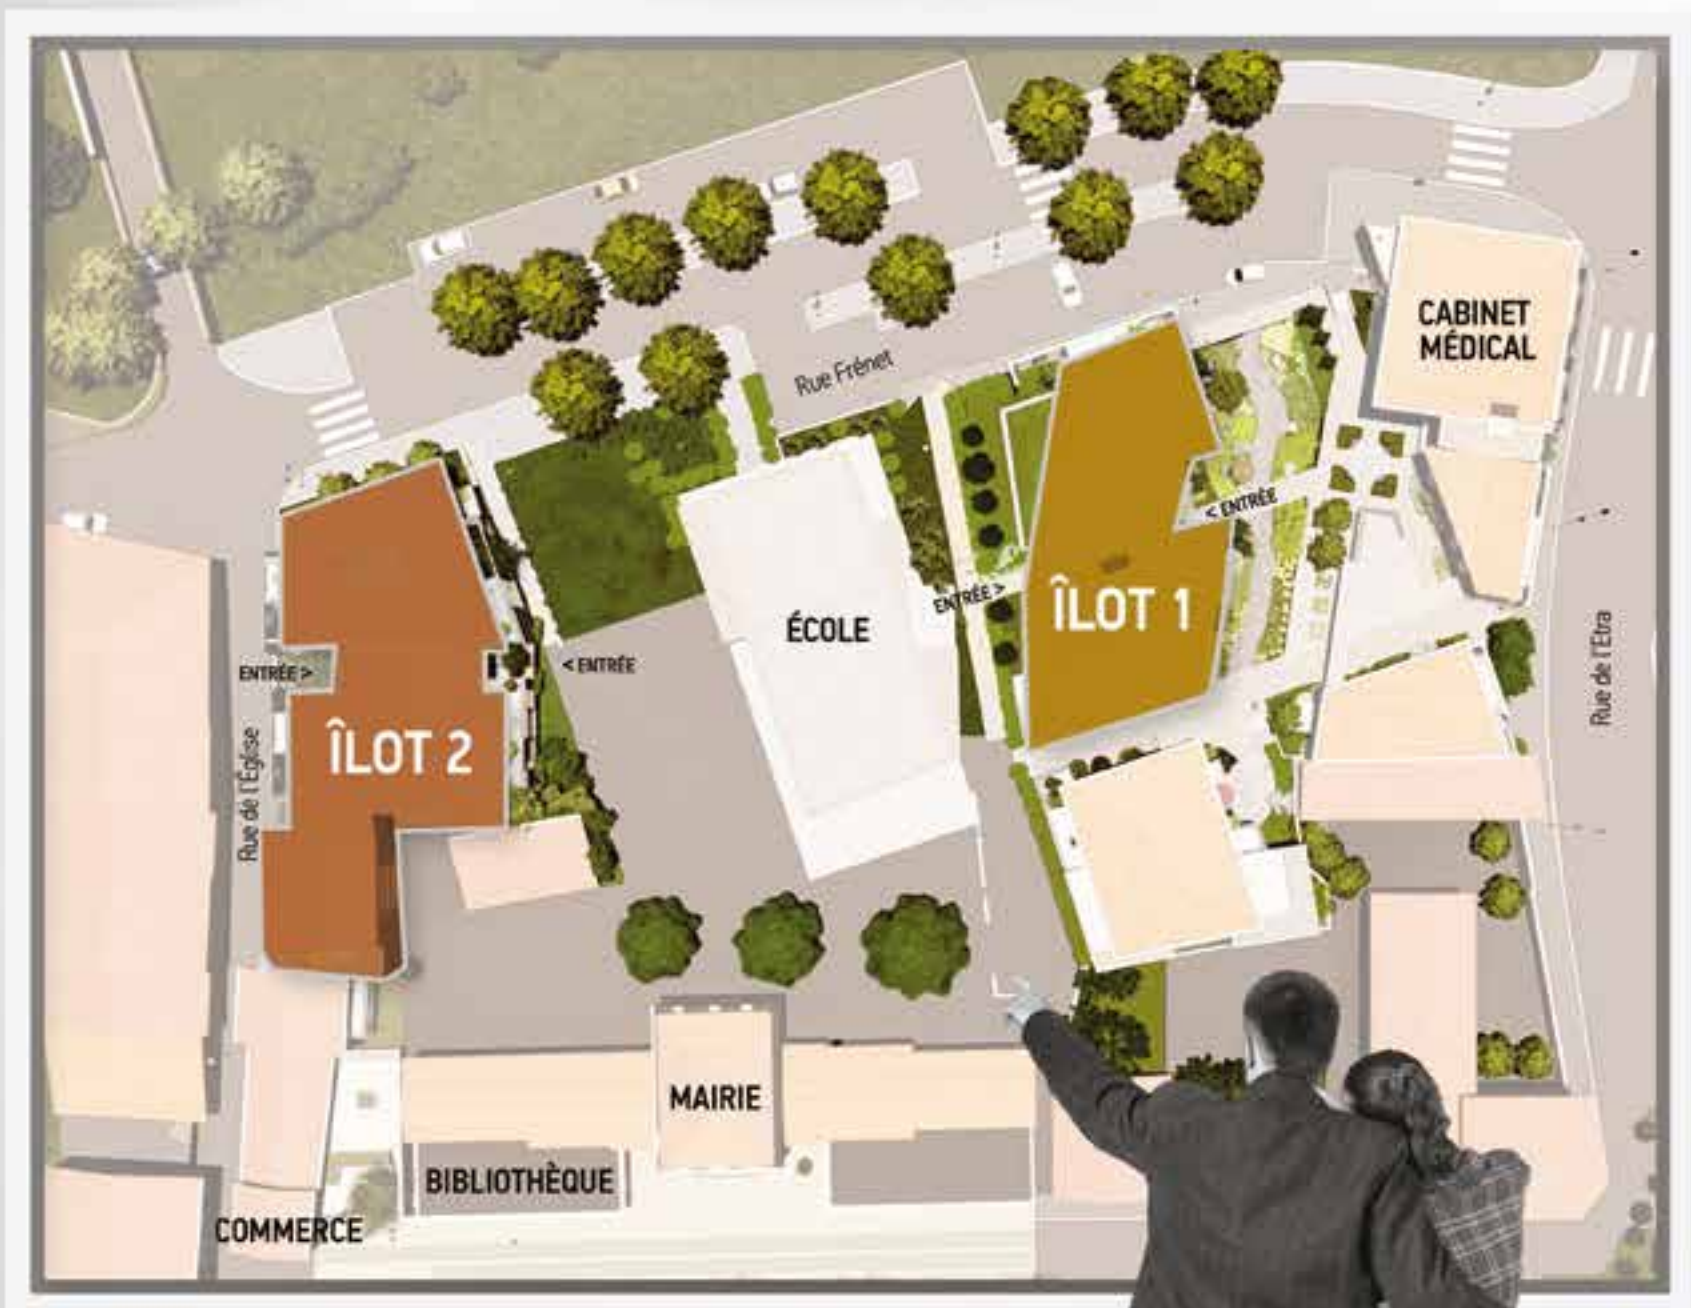 CABINET
MÉDICAL
Rue Frénet
< ENTRÉE
ENTRÉE >
ÎLOT 1
ÉCOLE
< ENTRÉE
ENTRÉE >
ÎLOT 2
Rue de l'Église
Rue de l'Etra
MAIRIE
BIBLIOTHÈQUE
COMMERCE